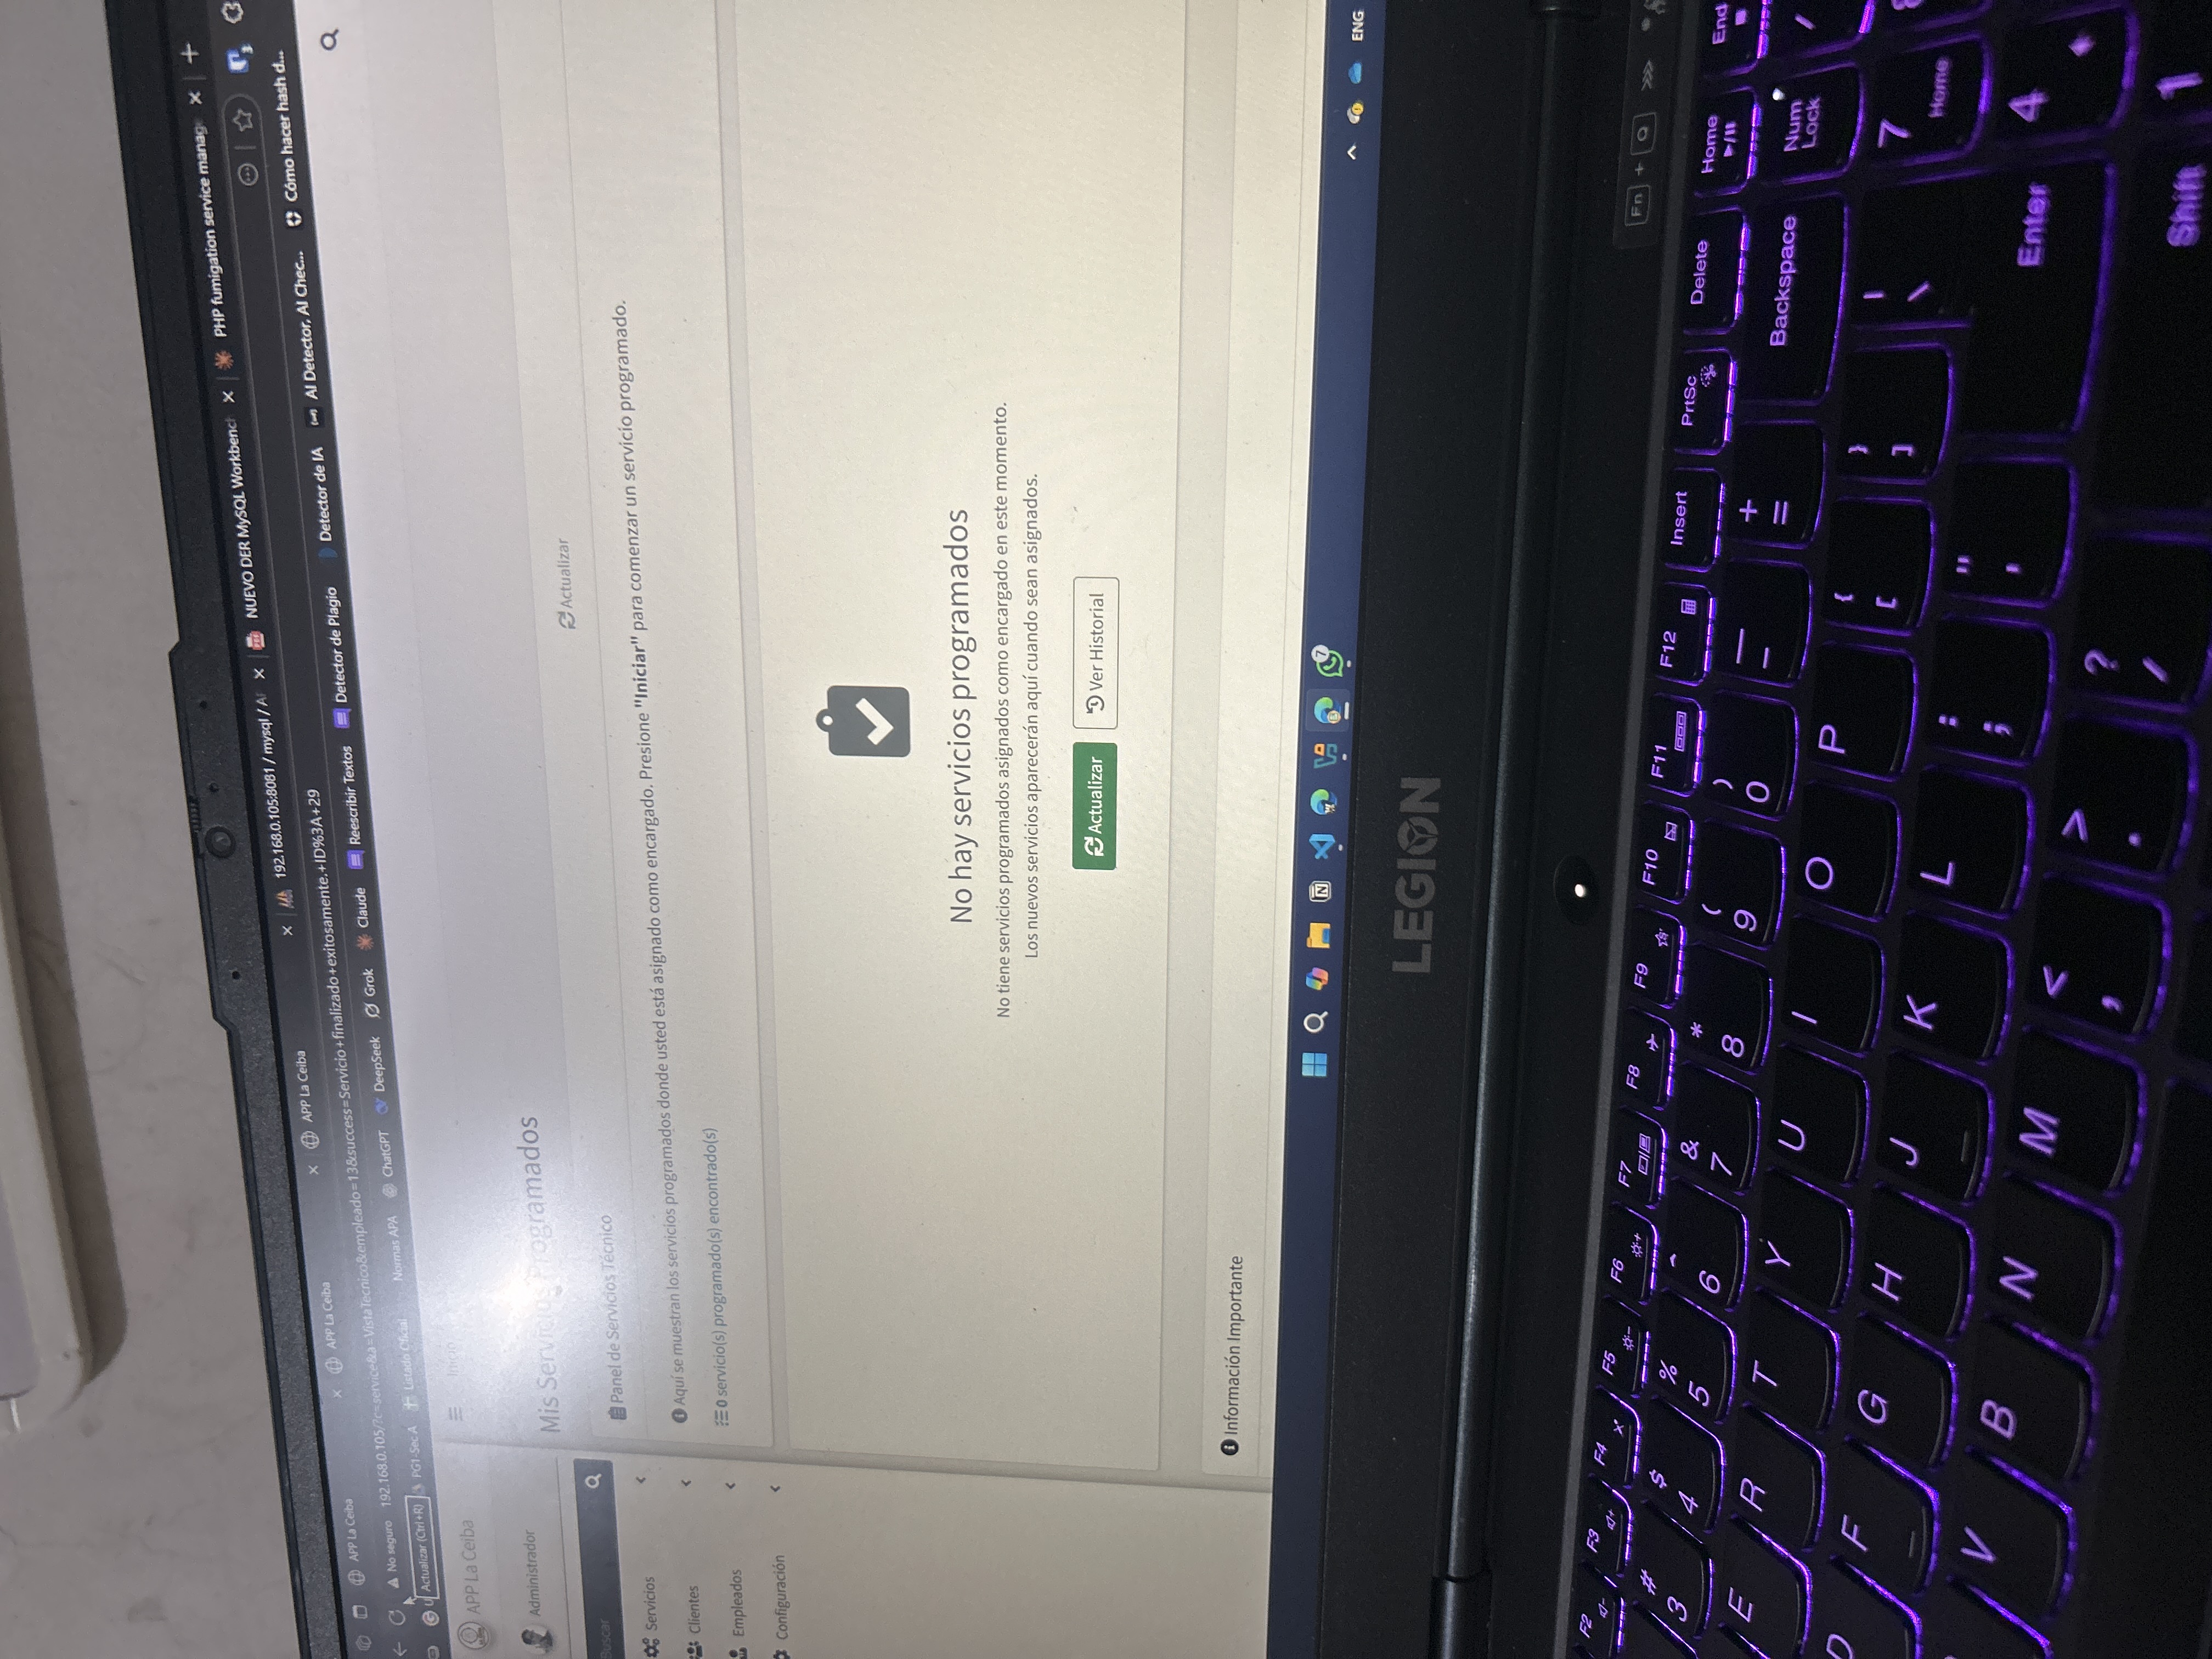 APP La Ceiba
APP La Ceiba
APP La Ceiba
192.168.0.105:8081 / mysql /
NUEVO DER MySQL Workbench
PHP fumigation service manag
No seguro 192.168.0.105/?c=service&a=VistaTecnico&empleado=13&success=Servicio+finalizado+exitosamente.+ID%3A+29
Actualizar (Ctrl+R)
PG1-Sec A
Listado Oficial
Normas APA
ChatGPT
DeepSeek
Grok
Claude
Reescribir Textos
Detector de Plagio
Detector de IA
AI Detector, AI Chec...
Cómo hacer hash d...
3
APP La Ceiba
Inicio
Administrador
Buscar
Servicios
Clientes
Empleados
Configuración
Mis Servicios Programados
Panel de Servicios Técnico
Actualizar
Aquí se muestran los servicios programados donde usted está asignado como encargado. Presione "Iniciar" para comenzar un servicio programado.
0 servicio(s) programado(s) encontrado(s)
No hay servicios programados
No tiene servicios programados asignados como encargado en este momento.
Los nuevos servicios aparecerán aquí cuando sean asignados.
Actualizar
Ver Historial
Información Importante
7
ENG
LEGION
Fn + Q
F2 F3 F4 F5 F6 F7 F8 F9 F10 F11 F12 Insert PrtSc Delete Home End
# 3 $ 4 % 5 ^ 6 & 7 * 8 ( 9 ) 0 — - + = Backspace Num Lock /
E R T Y U I O P { [ } ] | \ 7 Home
D F G H J K L : ; " ' Enter 4
V B N M < , > . ? / Shift 1